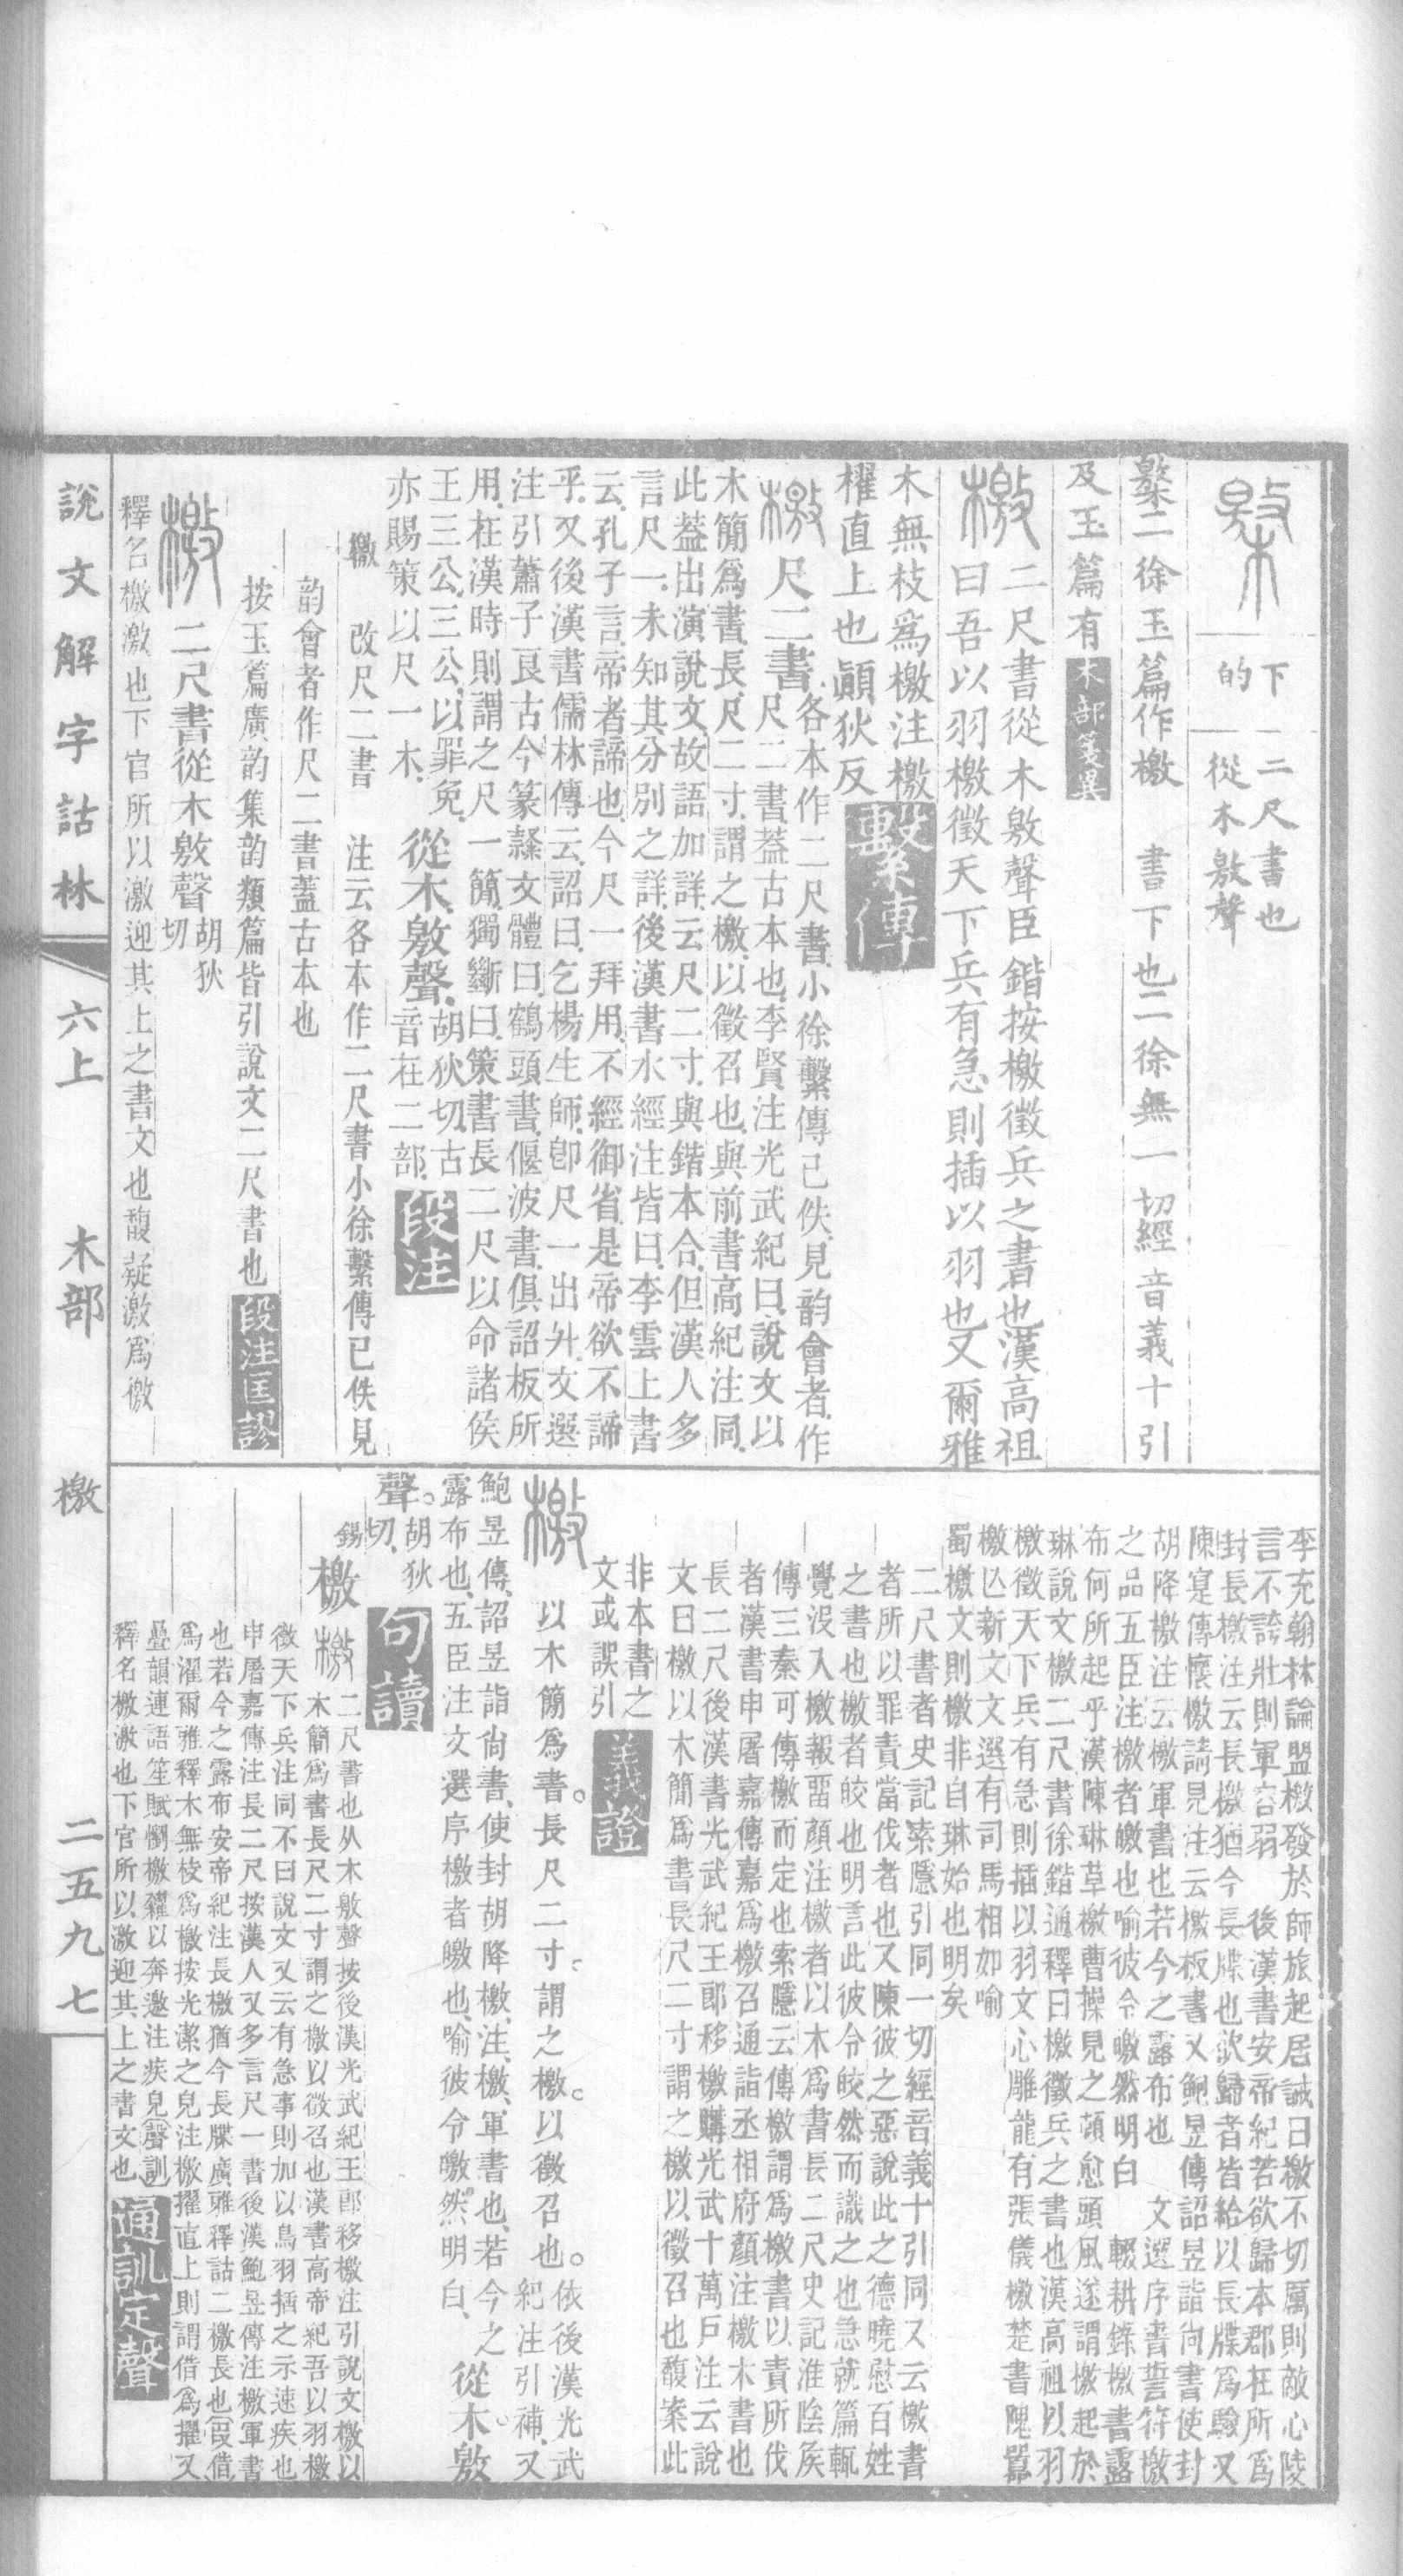 下的
一二尺書也
從木敫聲
檄二徐玉篇作檄　書下也二徐無一切經音義十引
及玉篇有木部箋異
檄二尺書從木敫聲臣鍇按檄徵兵之書也漢高祖
曰吾以羽檄徵天下兵有急則插以羽也又爾雅
木無枝爲檄注檄
櫂直上也顚狄反繫傳
檄尺二書各本作二尺書小徐繫傳已佚見韵會者作
尺二書蓋古本也李賢注光武紀曰說文以
木簡爲書長尺二寸謂之檄以徵召也與前書高紀注同
此蓋出演說文故語加詳云尺二寸與鍇本合但漢人多
言尺一未知其分別之詳後漢書水經注皆曰李雲上書
云孔子言帝者諦也今尺一拜用不經御省是帝欲不諦
乎又後漢書儒林傳云詔曰乞楊生師卽尺一出升文選
注引蕭子良古今篆隸文體曰鶴頭書偃波書俱詔板所
用在漢時則謂之尺一簡獨斷曰策書長二尺以命諸侯
王三公三公以罪免
亦賜策以尺一木從木敫聲胡狄切古音在二部段注
檄　改尺二書　注云各本作二尺書小徐繫傳已佚見
韵會者作尺二書蓋古本也
按玉篇廣韵集韵類篇皆引說文二尺書也段注匡謬
檄二尺書從木敫聲胡狄切
釋名檄激也下官所以激迎其上之書文也馥疑激爲徼
李充翰林論盟檄發於師旅起居誡曰檄不切厲則敵心陵
言不誇壯則軍容弱　後漢書安帝紀若欲歸本郡在所爲
封長檄注云長檄猶今長牒也欲歸者皆給以長牒爲驗又
陳寔傳懷檄請見注云檄板書又鮑昱傳詔昱詣尙書使封
胡降檄注云檄軍書也若今之露布也　文選序書誓符檄
之品五臣注檄者皦也喻彼令皦然明白　輟耕錄檄書露
布何所起乎漢陳琳草檄曹操見之頓愈頭風遂謂檄起於
琳說文檄二尺書徐鍇通釋曰檄徵兵之書也漢高祖以羽
檄徵天下兵有急則插以羽文心雕龍有張儀檄楚書隗囂
檄亾新文文選有司馬相如喻
蜀檄文則檄非自琳始也明矣
二尺書者史記索隱引同一切經音義十引同又云檄書
者所以罪責當伐者也又陳彼之惡說此之德曉慰百姓
之書也檄者皎也明言此彼令皎然而識之也急就篇輒
覺沒入檄報畱顏注檄者以木爲書長二尺史記淮陰矦
傳三秦可傳檄而定也索隱云傳檄謂爲檄書以責所伐
者漢書申屠嘉傳嘉爲檄召通詣丞相府顏注檄木書也
長二尺後漢書光武紀王郎移檄購光武十萬戶注云說
文曰檄以木簡爲書長尺二寸謂之檄以徵召也馥案此
非本書之
文或誤引義證
檄以木簡爲書。長尺二寸。謂之檄。以徵召也。依後漢光武紀注引補又
鮑昱傳詔昱詣尙書使封胡降檄注檄軍書也若今之
露布也五臣注文選序檄者皦也喻彼令皦然明白從木敫
聲。胡狄切句讀
錫檄檄二尺書也从木敫聲按後漢光武紀王郎移檄注引說文檄以
木簡爲書長尺二寸謂之檄以徵召也漢書高帝紀吾以羽檄
徵天下兵注同不曰說文又云有急事則加以鳥羽插之示速疾也
申屠嘉傳注長二尺按漢人又多言尺一書後漢鮑昱傳注檄軍書
也若今之露布安帝紀注長檄猶今長牒廣雅釋詁二檄長也叚借
爲濯爾雅釋木無枝爲檄按光潔之皃注檄擢直上則謂借爲擢又
曡韻連語笙賦憪檄糴以奔邀注疾皃聲訓
釋名檄激也下官所以激迎其上之書文也通訓定聲
說文解字詁林　六上　木部　檄　二五九七